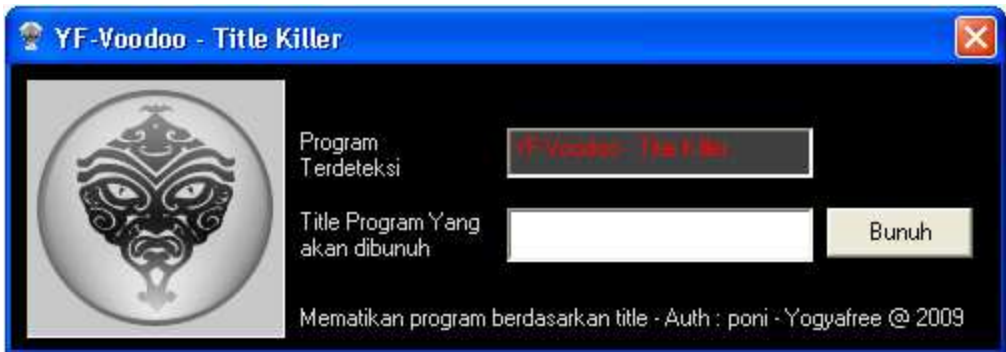 YF-Voodoo - Title Killer
Program
Terdeteksi
YF-Voodoo - Title Killer
Title Program Yang
akan dibunuh
Bunuh
Mematikan program berdasarkan title - Auth : poni - Yogyafree @ 2009